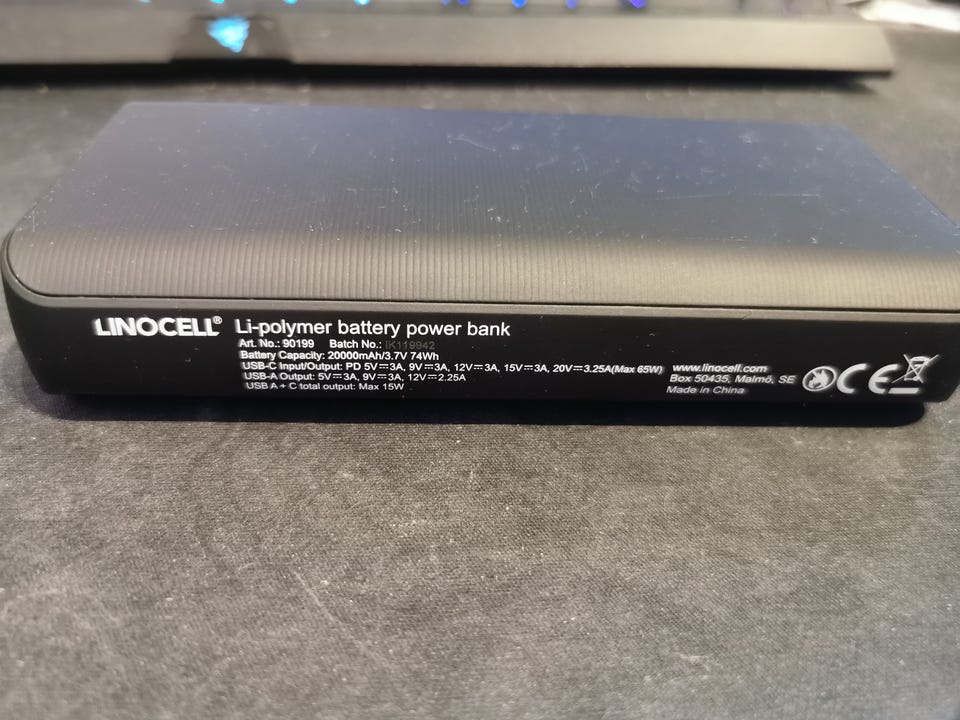 LINOCELL® Li-polymer battery power bank
Art. No.: 90199 Batch No.: IK119942
Battery Capacity: 20000mAh/3.7V 74Wh
USB-C Input/Output: PD 5V⎓3A, 9V⎓3A, 12V⎓3A, 15V⎓3A, 20V⎓3.25A(Max 65W)
USB-A Output: 5V⎓3A, 9V⎓3A, 12V⎓2.25A
USB A + C total output: Max 15W
www.linocell.com
Box 50435, Malmö, SE
Made in China
CE